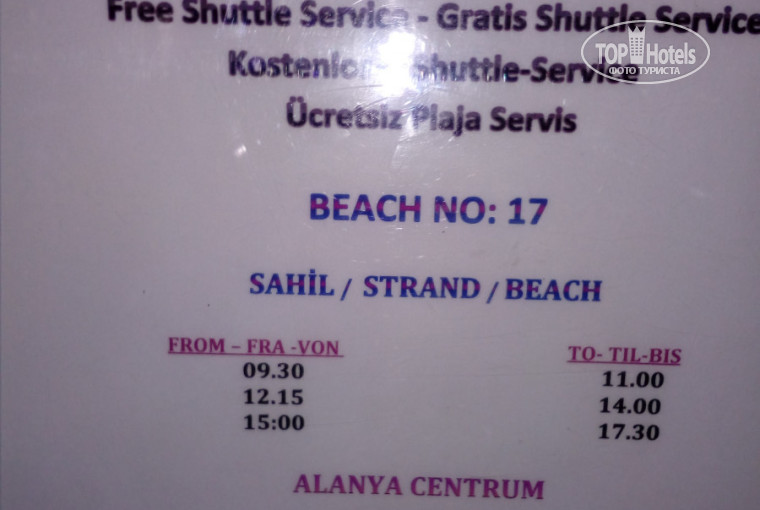 Free Shuttle Service - Gratis Shuttle Service
TOP Hotels
ФОТО ТУРИСТА
Shuttle-Service
Ücretsiz Plaja Servis
BEACH NO: 17
SAHİL / STRAND / BEACH
FROM – FRA -VON TO- TIL-BIS
09.30 11.00
12.15 14.00
15:00 17.30
ALANYA CENTRUM